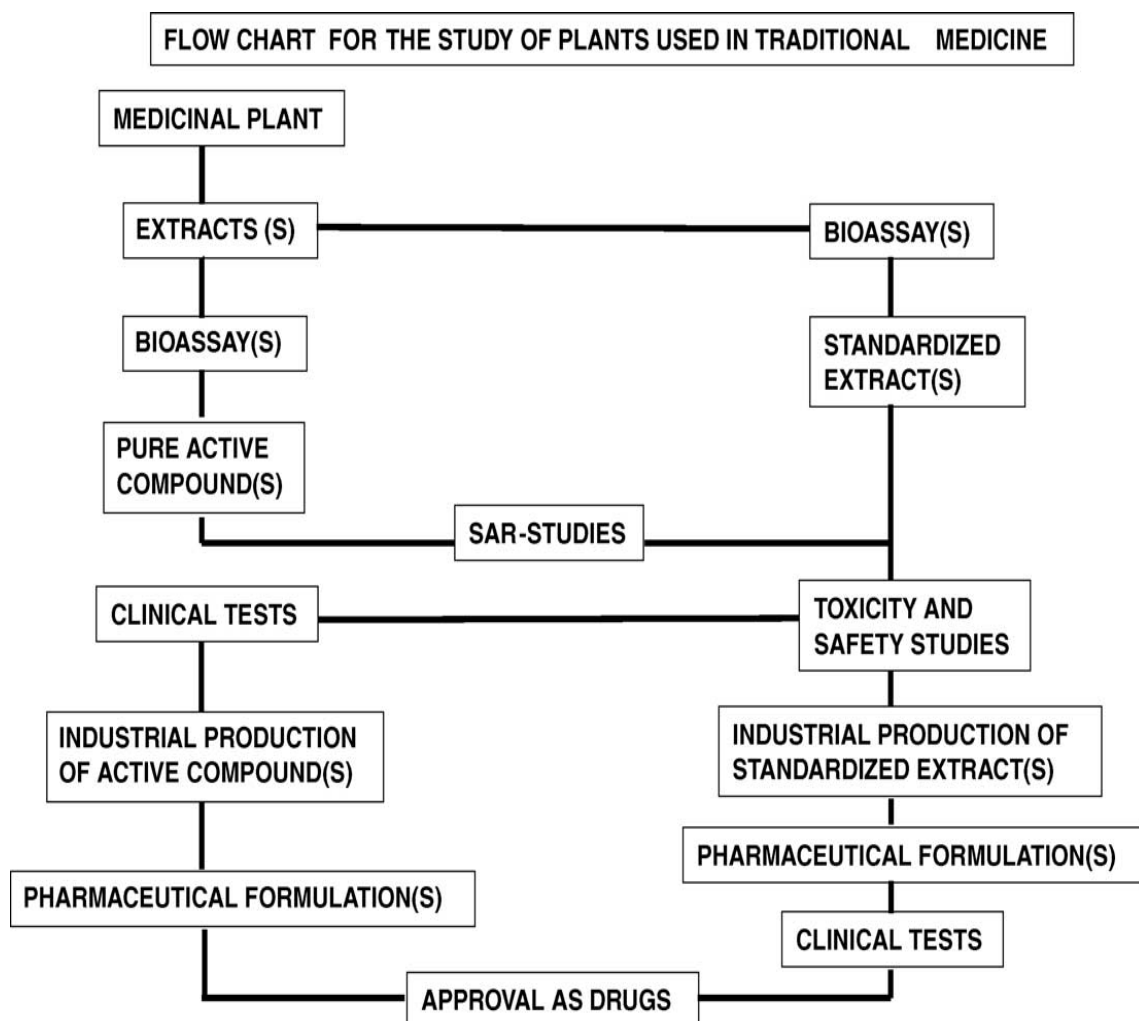 FLOW CHART FOR THE STUDY OF PLANTS USED IN TRADITIONAL MEDICINE
MEDICINAL PLANT
EXTRACTS (S)
BIOASSAY(S)
BIOASSAY(S)
STANDARDIZED
EXTRACT(S)
PURE ACTIVE
COMPOUND(S)
SAR-STUDIES
CLINICAL TESTS
TOXICITY AND
SAFETY STUDIES
INDUSTRIAL PRODUCTION
OF ACTIVE COMPOUND(S)
INDUSTRIAL PRODUCTION OF
STANDARDIZED EXTRACT(S)
PHARMACEUTICAL FORMULATION(S)
PHARMACEUTICAL FORMULATION(S)
CLINICAL TESTS
APPROVAL AS DRUGS